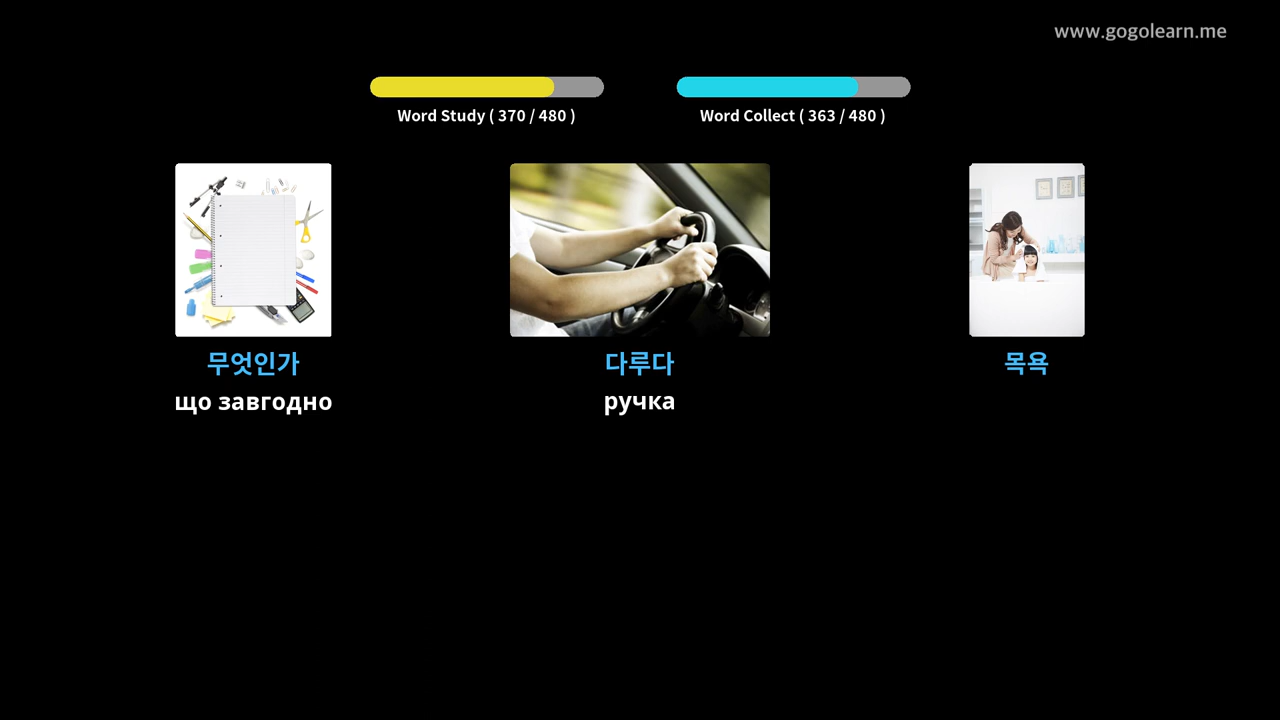 www.gogolearn.me
Word Study ( 370 / 480 )
Word Collect ( 363 / 480 )
무엇인가
다루다
목욕
що завгодно
ручка